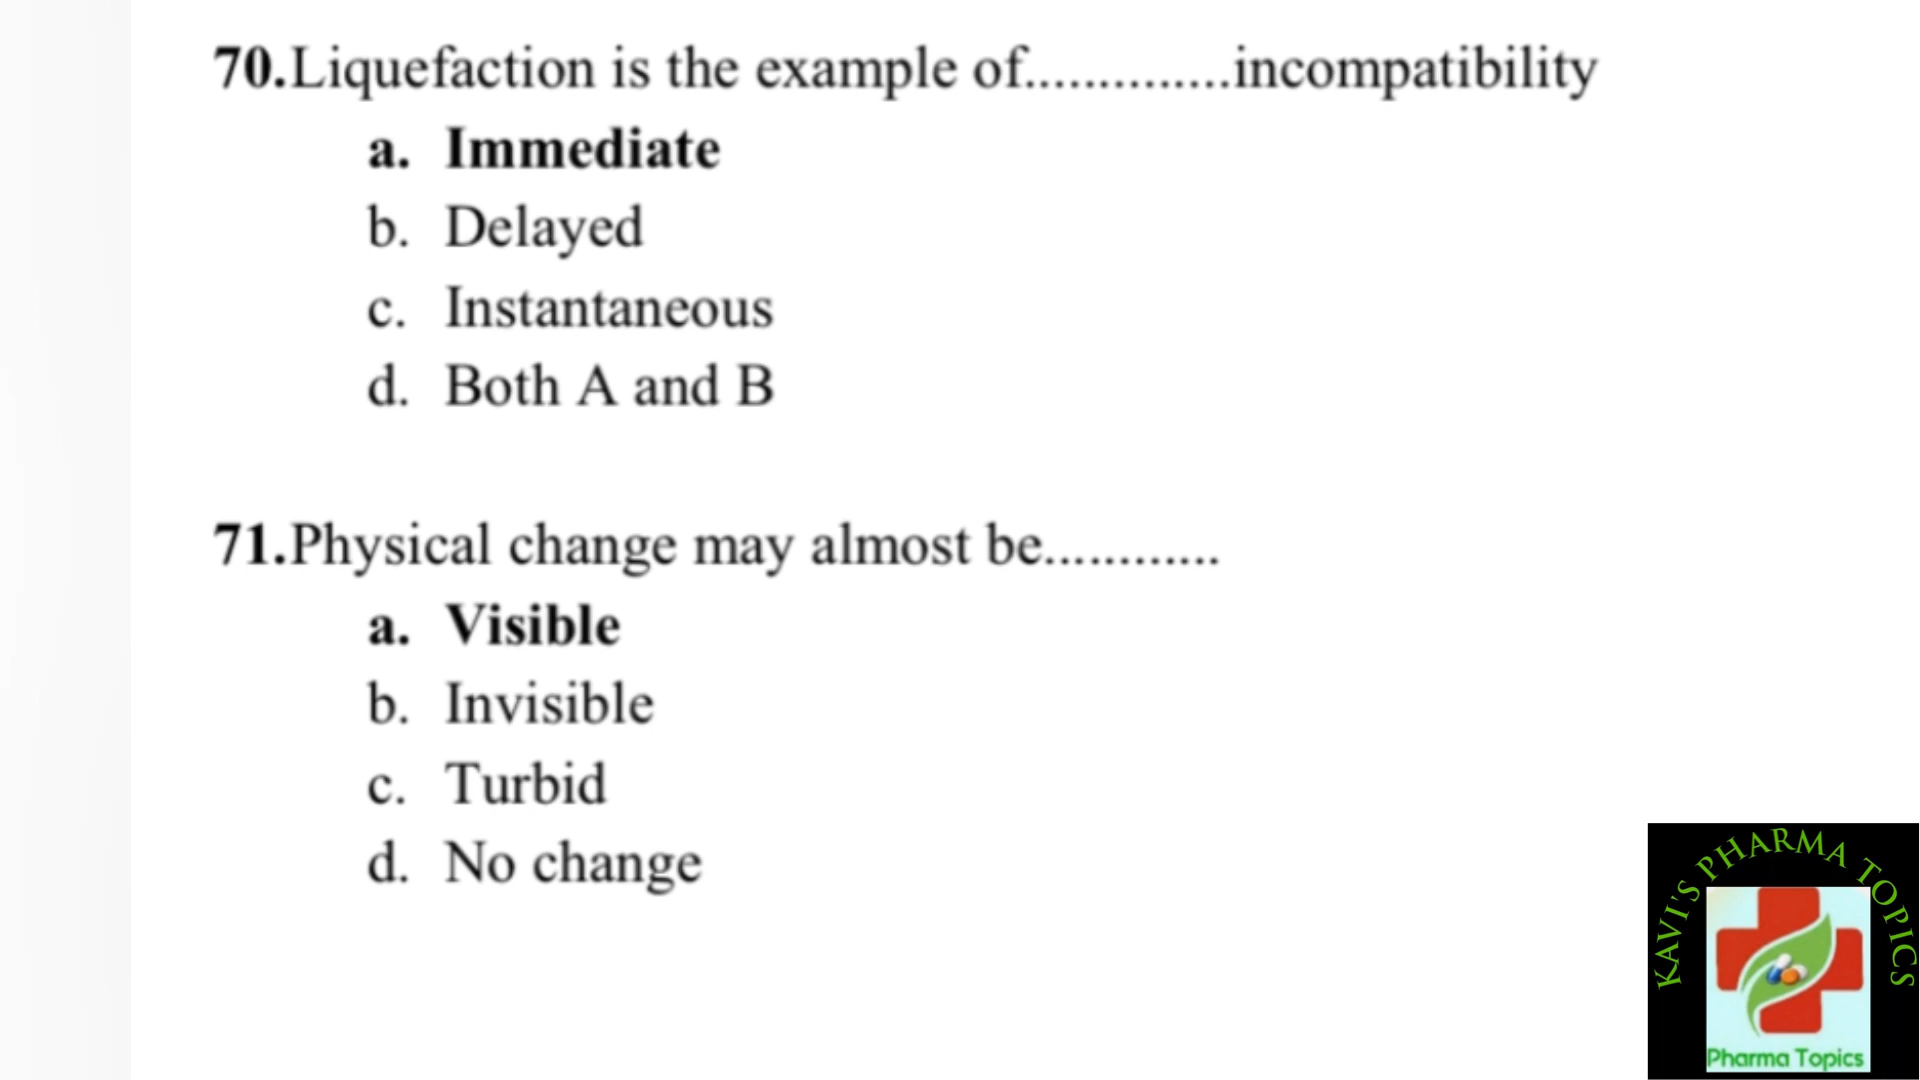 70.Liquefaction is the example of..............incompatibility
a. Immediate
b. Delayed
c. Instantaneous
d. Both A and B
71.Physical change may almost be............
a. Visible
b. Invisible
c. Turbid
d. No change
KAVI'S PHARMA TOPICS
Pharma Topics